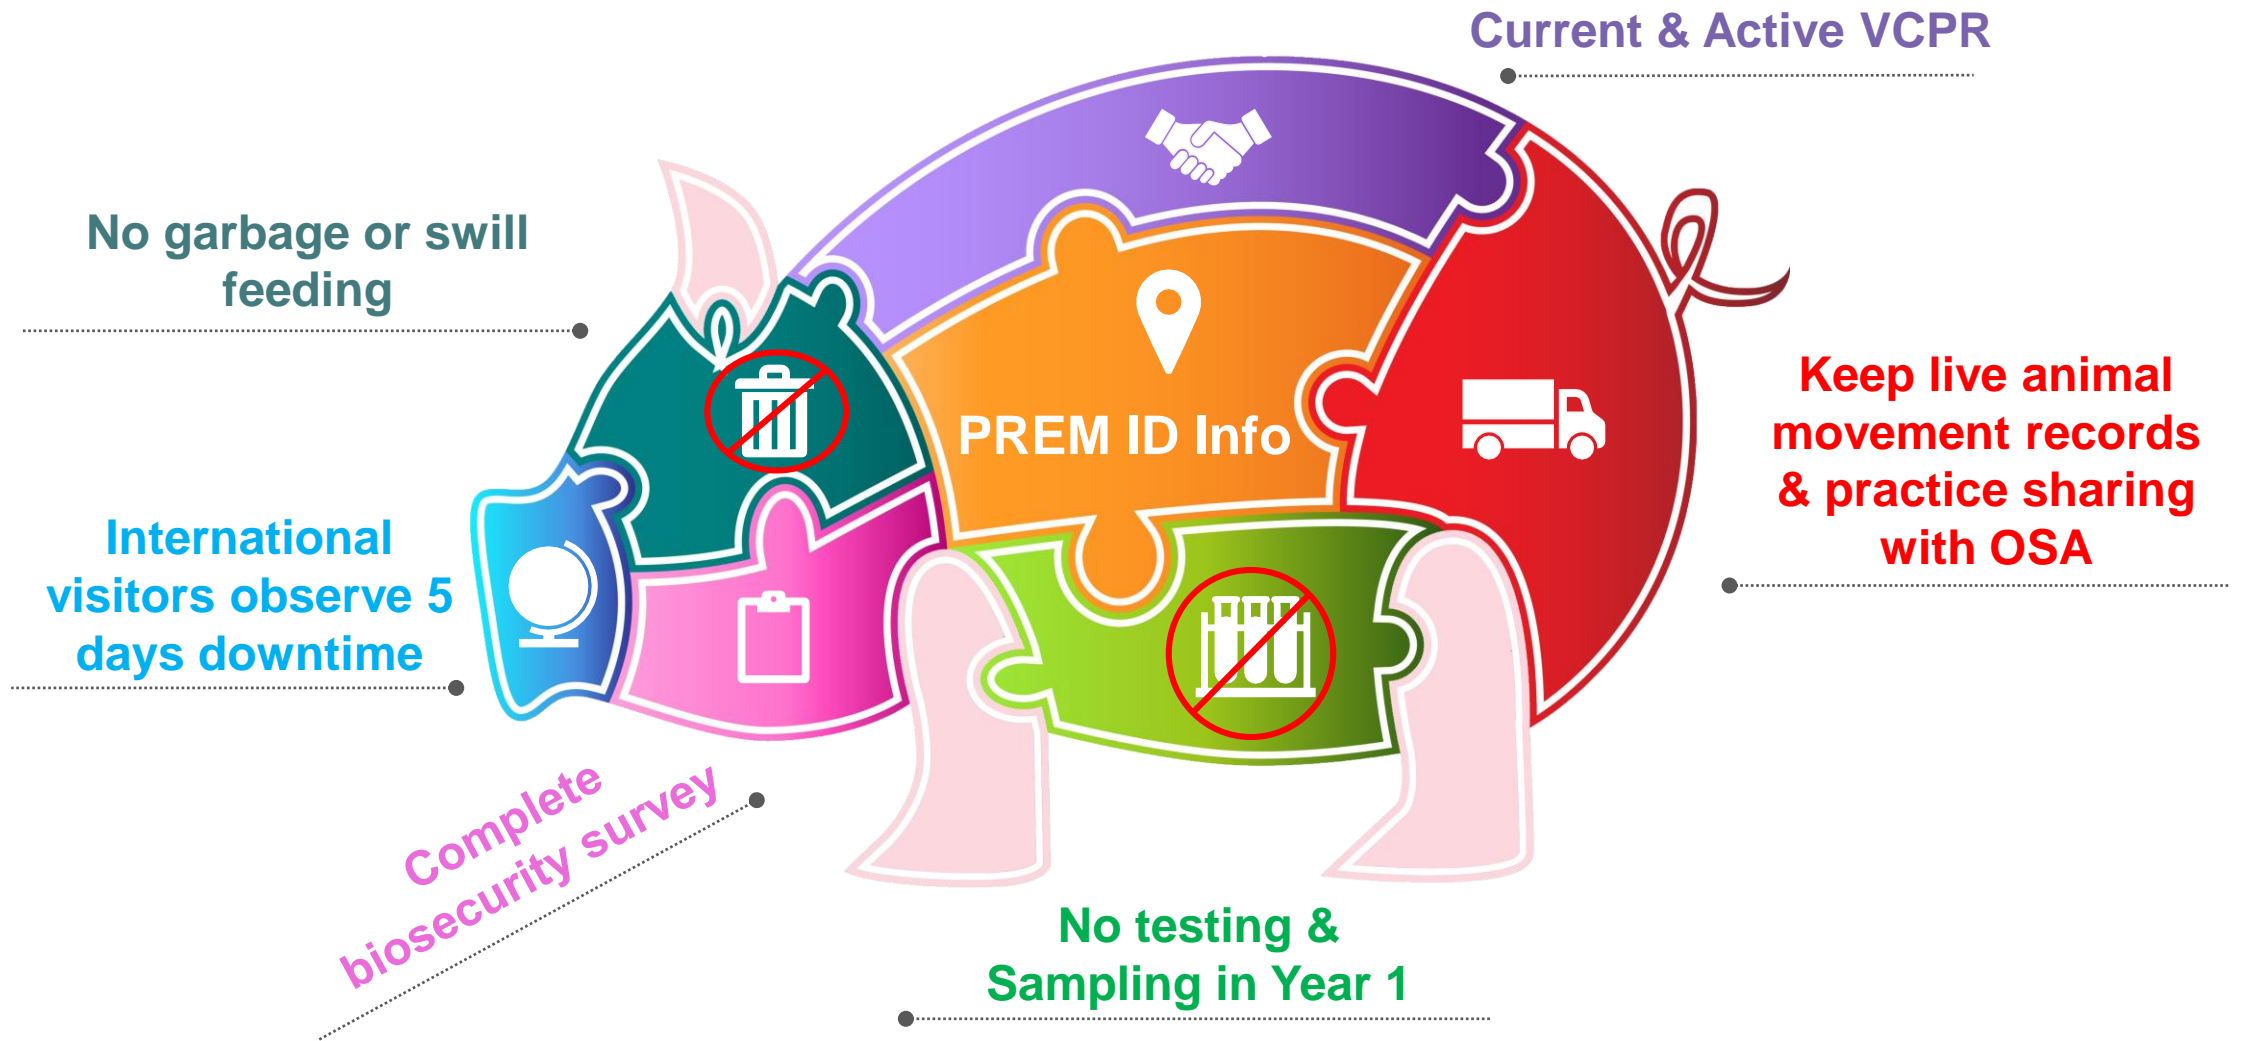 Current & Active VCPR
No garbage or swill
feeding
PREM ID Info
Keep live animal
movement records
& practice sharing
with OSA
International
visitors observe 5
days downtime
Complete
biosecurity survey
No testing &
Sampling in Year 1